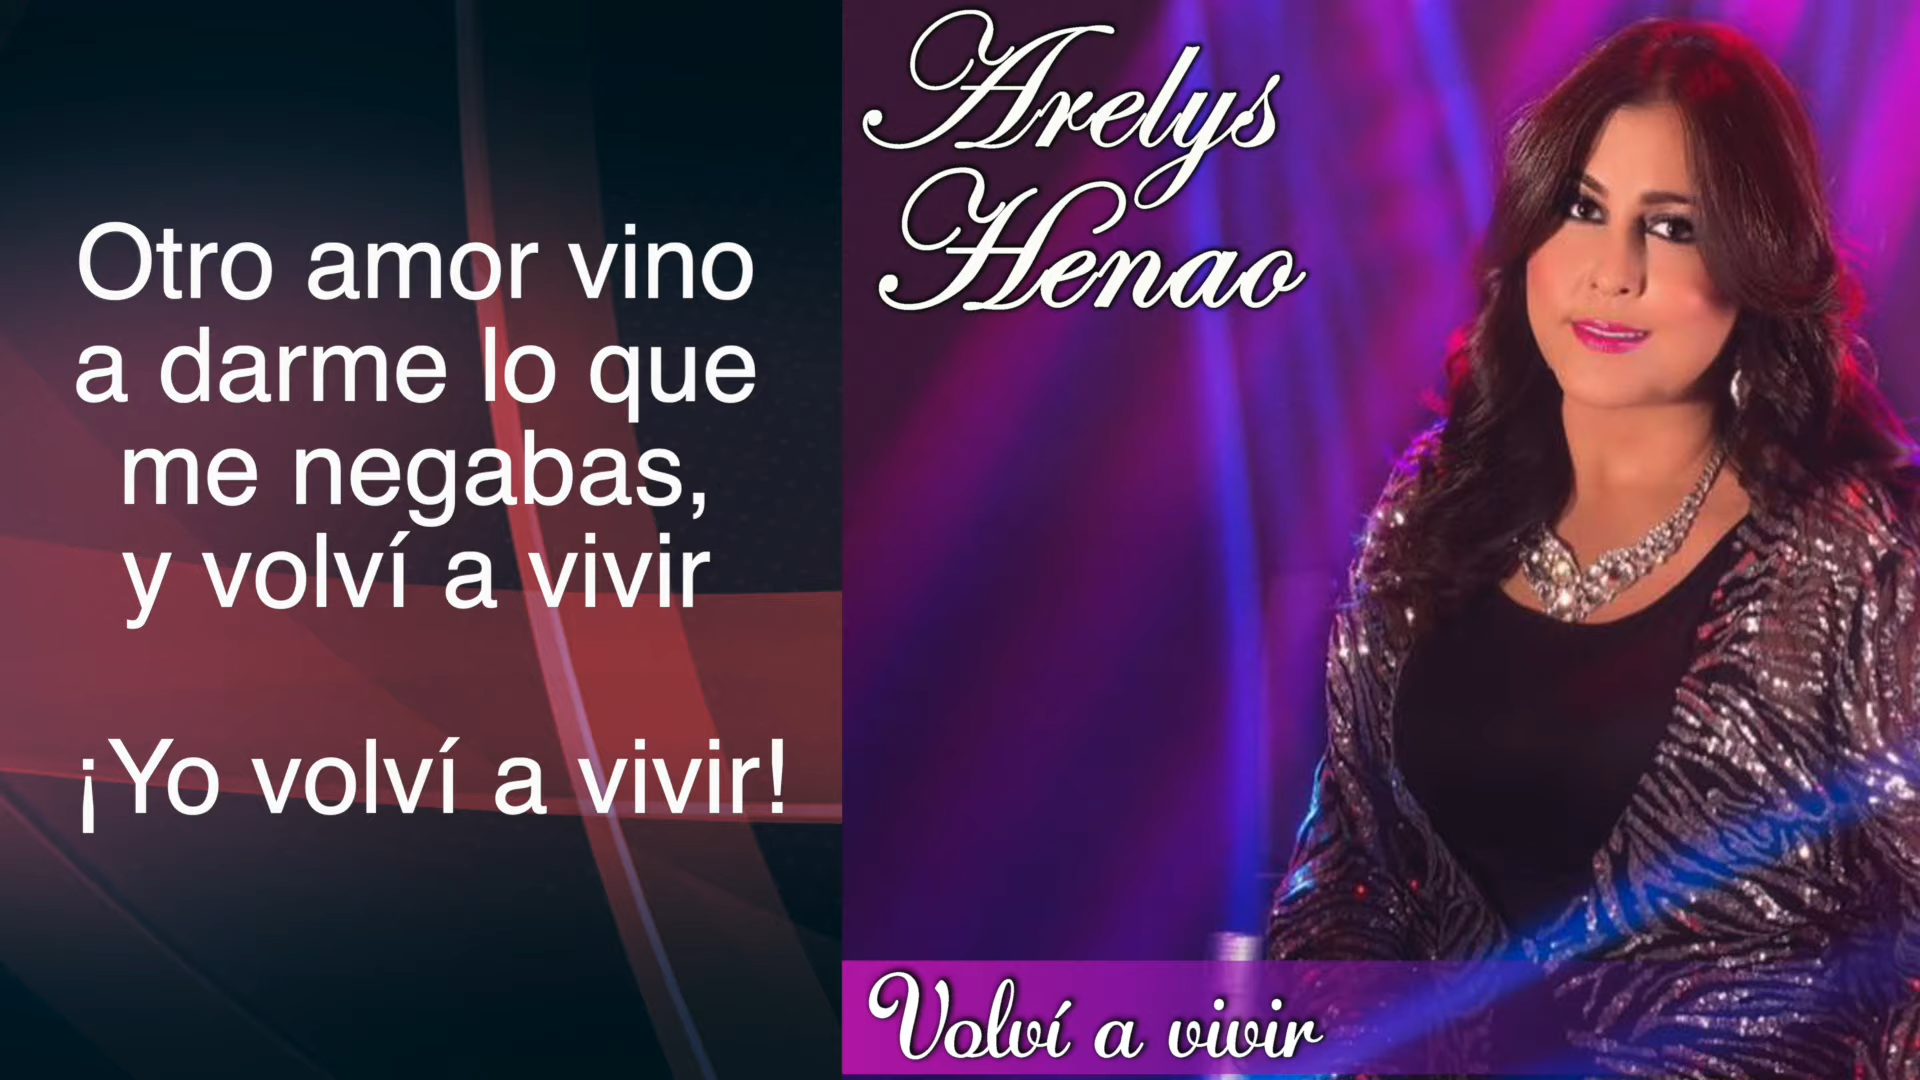 Otro amor vino
a darme lo que
me negabas,
y volví a vivir
¡Yo volví a vivir!
Arelys
Henao
Volví a vivir